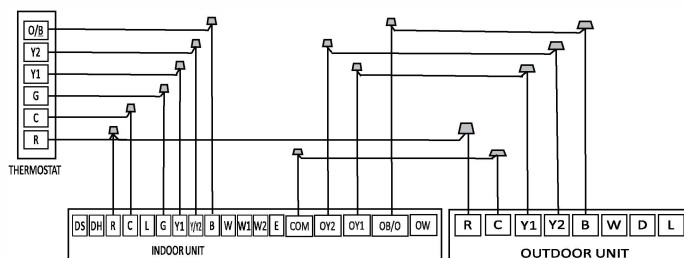 O/B
Y2
Y1
G
C
R
THERMOSTAT
DS DH R C L G Y1 Y/Y2 B W W1 W2 E COM OY2 OY1 OB/O OW
INDOOR UNIT
R C Y1 Y2 B W D L
OUTDOOR UNIT